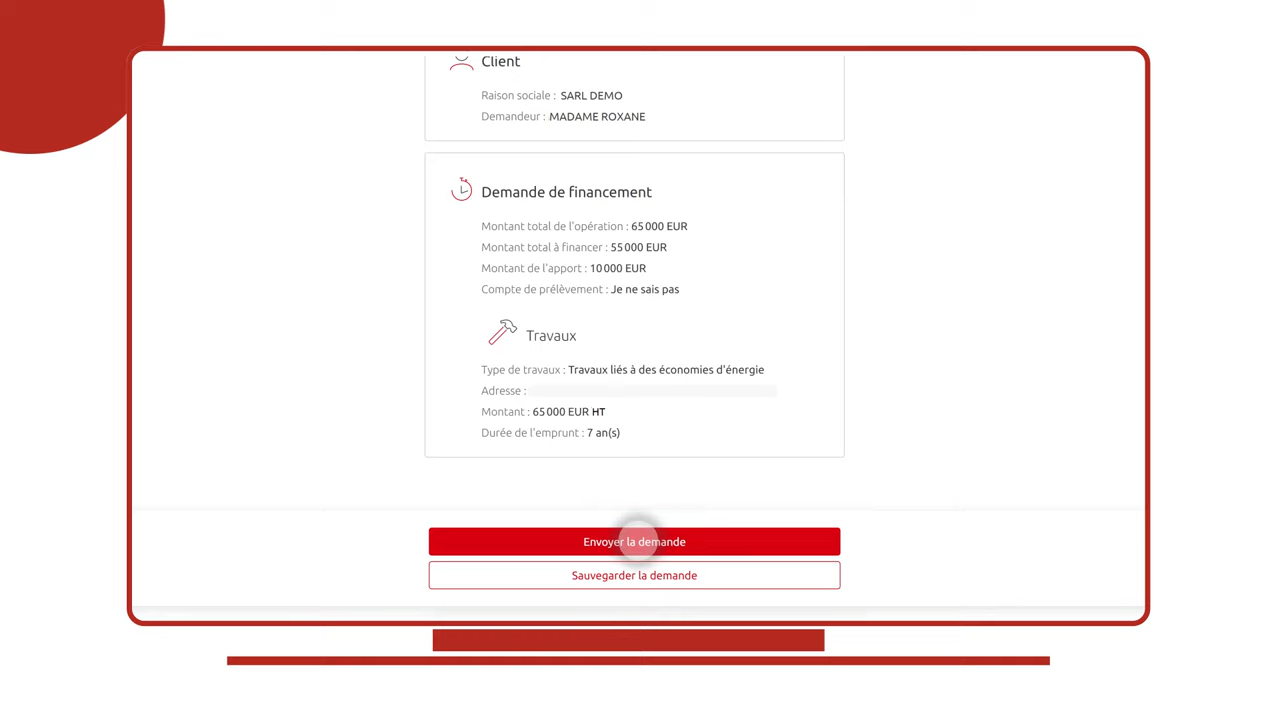 Client
Raison sociale : SARL DEMO
Demandeur : MADAME ROXANE
Demande de financement
Montant total de l'opération : 65 000 EUR
Montant total à financer : 55 000 EUR
Montant de l'apport : 10 000 EUR
Compte de prélèvement : Je ne sais pas
Travaux
Type de travaux : Travaux liés à des économies d'énergie
Adresse :
Montant : 65 000 EUR HT
Durée de l'emprunt : 7 an(s)
Envoyer la demande
Sauvegarder la demande